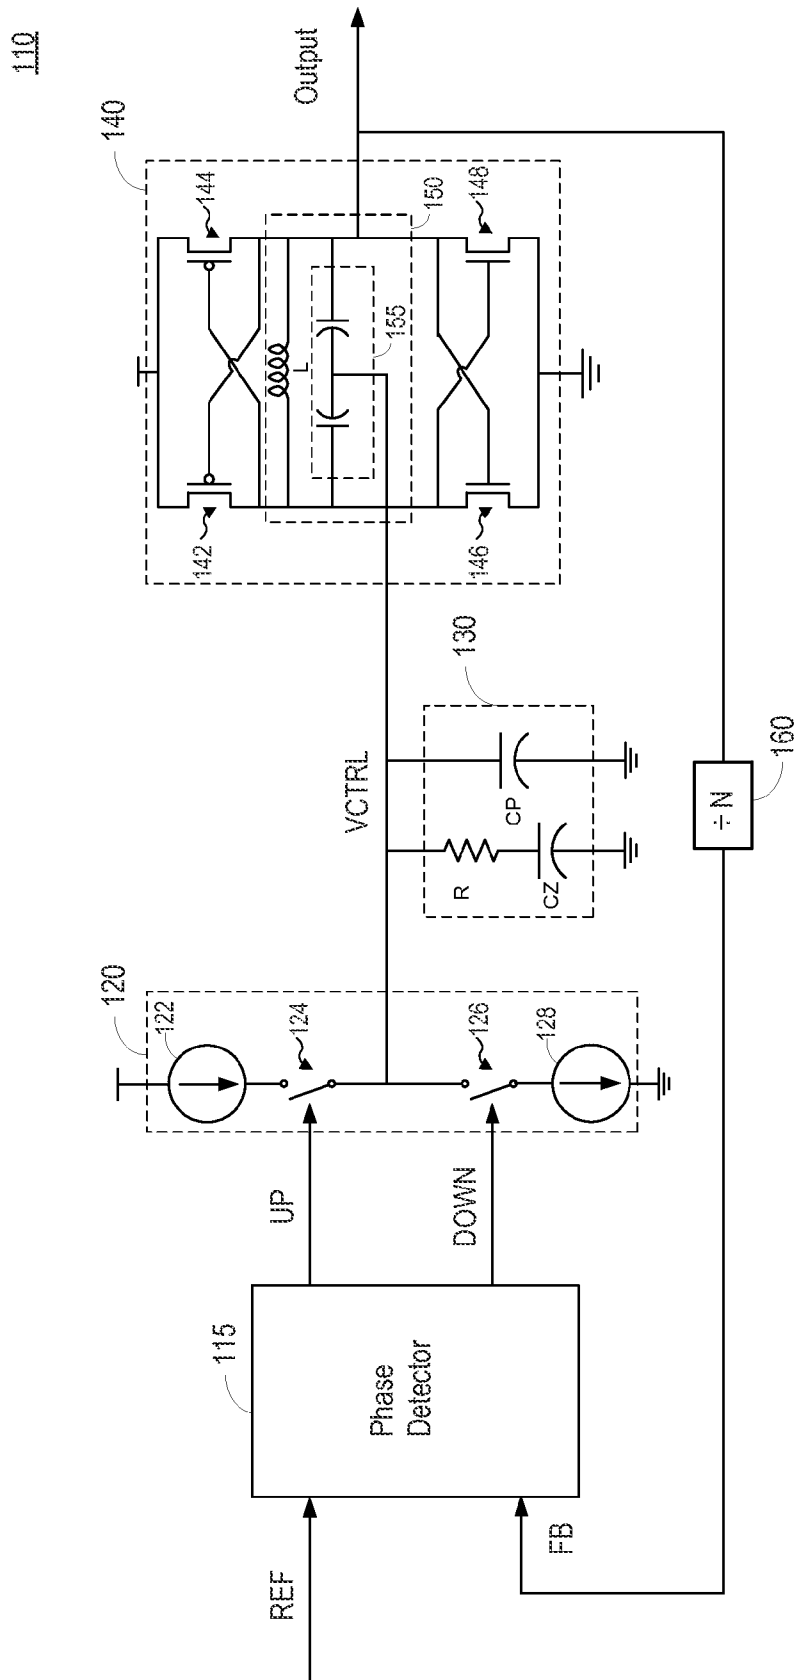 110
REF
FB
115
Phase
Detector
UP
DOWN
120
122
124
126
128
VCTRL
130
R
CZ
CP
140
142
144
146
148
L
150
155
Output
÷ N
160